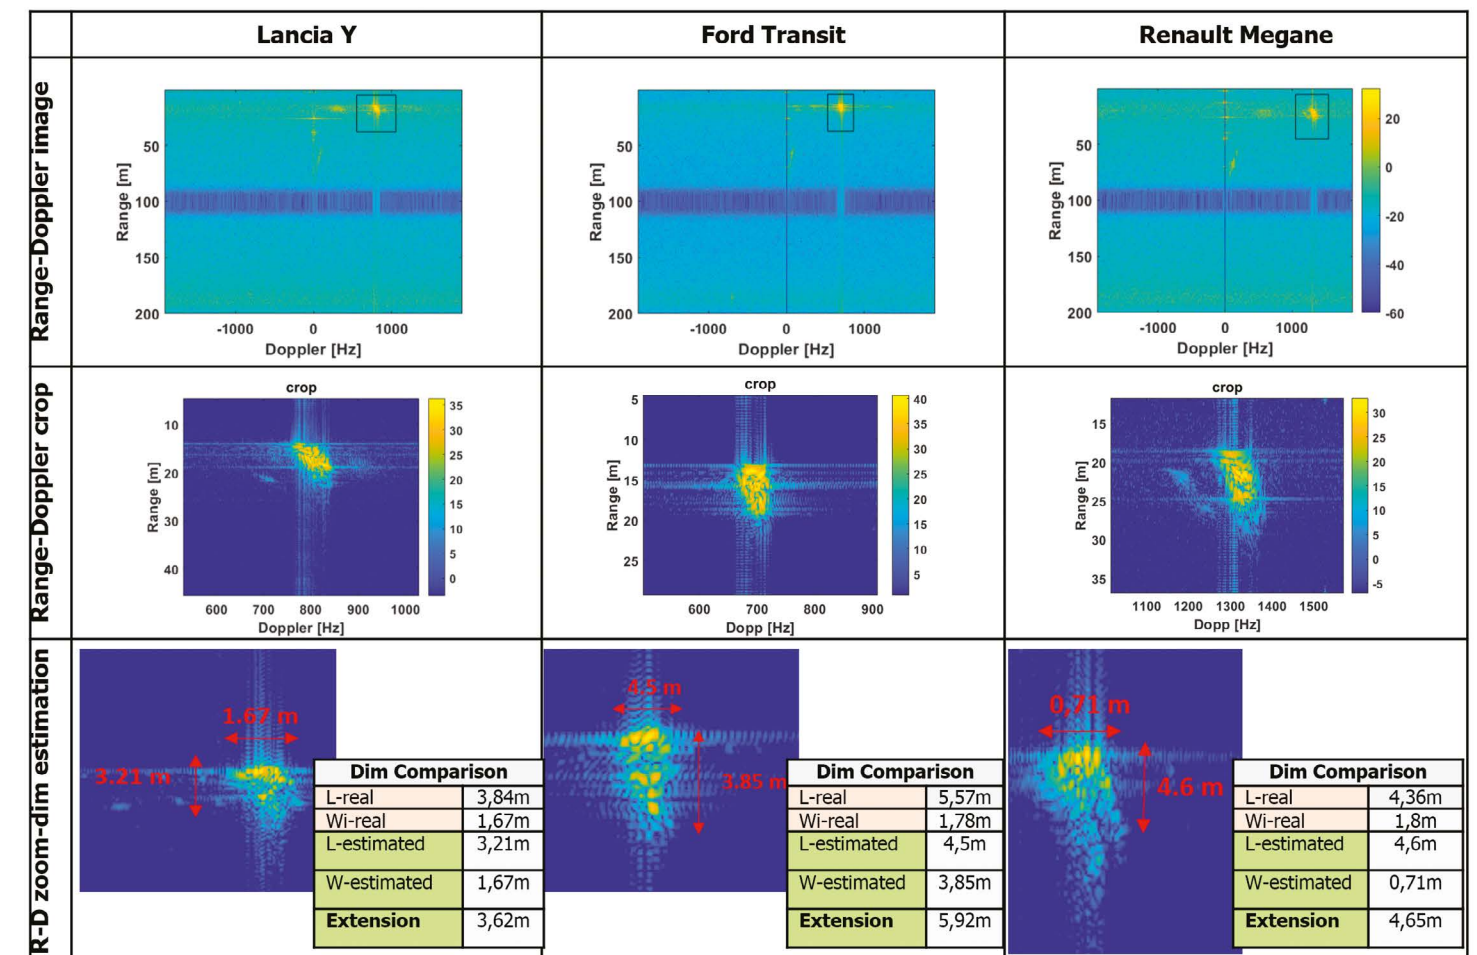 Lancia Y
Ford Transit
Renault Megane
Range-Doppler image
50
100
150
200
Range [m]
-1000
0
1000
Doppler [Hz]
50
100
150
200
Range [m]
-1000
0
1000
Doppler [Hz]
50
100
150
200
Range [m]
-1000
0
1000
Doppler [Hz]
20
0
-20
-40
-60
Range-Doppler crop
crop
10
20
30
40
Range [m]
600 700 800 900 1000
Doppler [Hz]
35
30
25
20
15
10
5
0
crop
5
10
15
20
25
Range [m]
600 700 800 900
Dopp [Hz]
40
35
30
25
20
15
10
5
crop
15
20
25
30
35
Range [m]
1100 1200 1300 1400 1500
Dopp [Hz]
30
25
20
15
10
5
0
-5
R-D zoom-dim estimation
1.67 m
3.21 m
Dim Comparison
L-real 3,84m
Wi-real 1,67m
L-estimated 3,21m
W-estimated 1,67m
Extension 3,62m
4.5 m
3.85 m
Dim Comparison
L-real 5,57m
Wi-real 1,78m
L-estimated 4,5m
W-estimated 3,85m
Extension 5,92m
0,71 m
4.6 m
Dim Comparison
L-real 4,36m
Wi-real 1,8m
L-estimated 4,6m
W-estimated 0,71m
Extension 4,65m